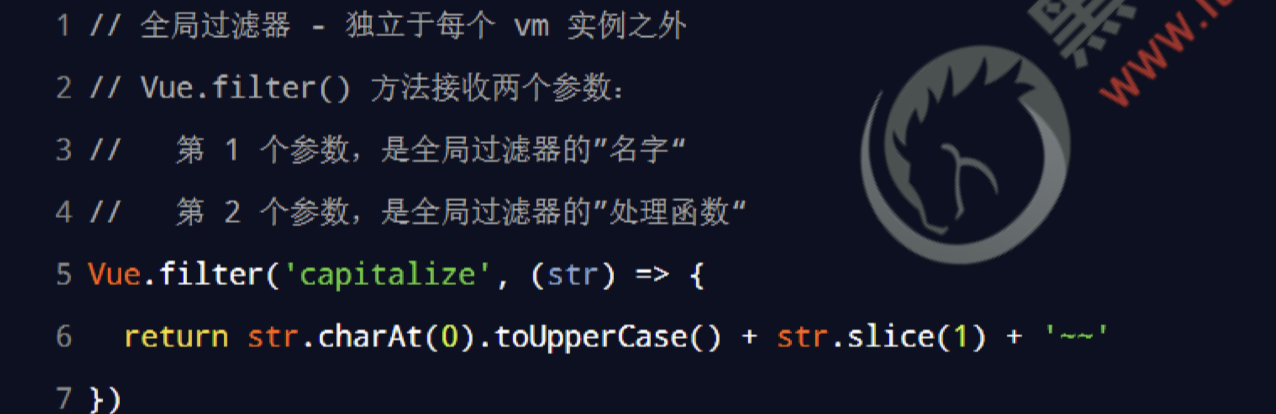 1 // 全局过滤器 - 独立于每个 vm 实例之外
2 // Vue.filter() 方法接收两个参数:
3 //   第 1 个参数，是全局过滤器的”名字“
4 //   第 2 个参数，是全局过滤器的”处理函数“
5 Vue.filter('capitalize', (str) => {
6   return str.charAt(0).toUpperCase() + str.slice(1) + '~~'
7 })
黑
www.it